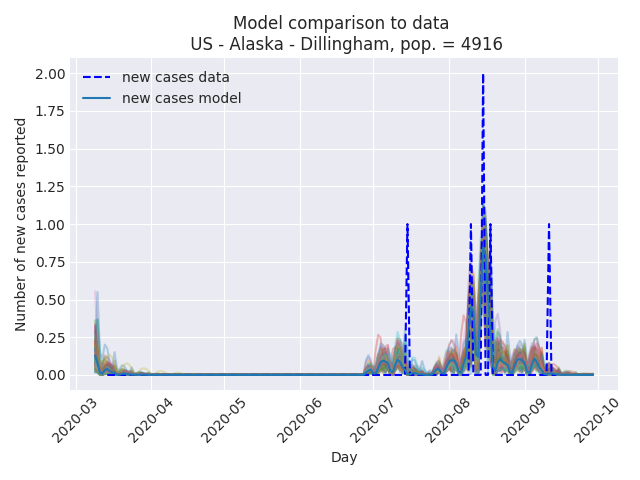 Model comparison to data
US - Alaska - Dillingham, pop. = 4916
new cases data
new cases model
Number of new cases reported
2.00
1.75
1.50
1.25
1.00
0.75
0.50
0.25
0.00
2020-03
2020-04
2020-05
2020-06
2020-07
2020-08
2020-09
2020-10
Day